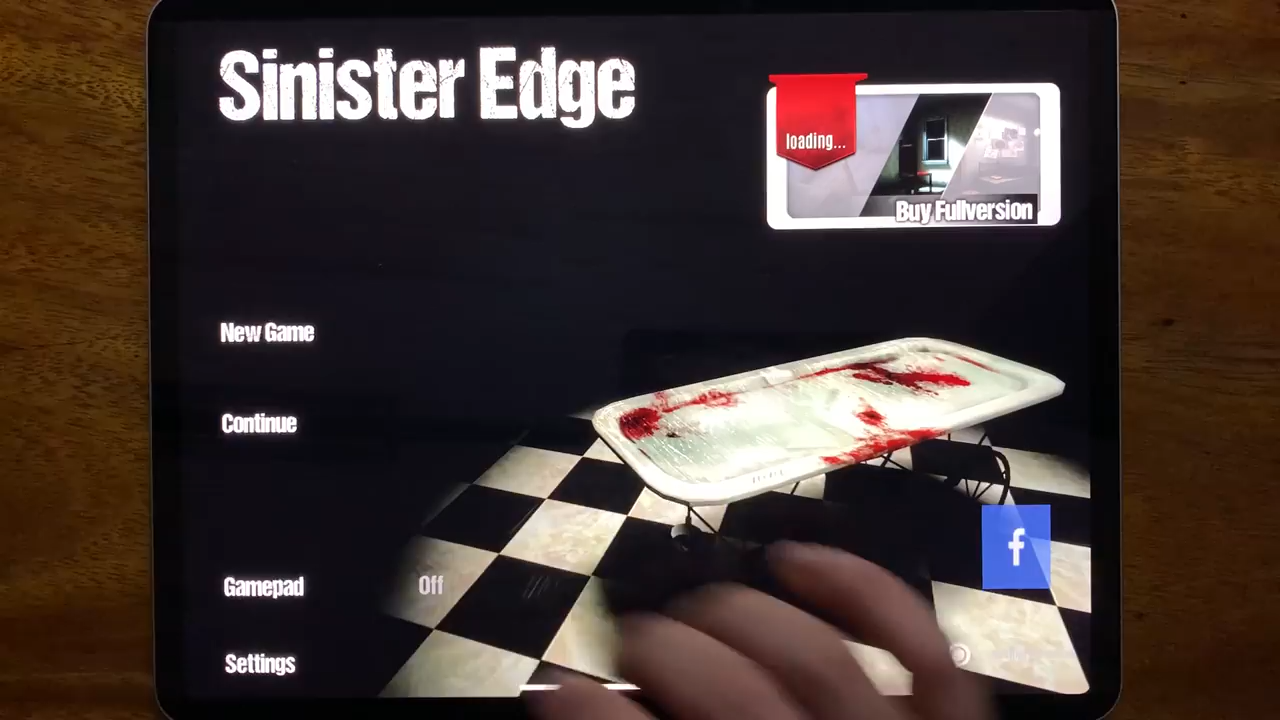 Sinister Edge
loading...
Buy Fullversion
New Game
Continue
f
Gamepad Off
Settings